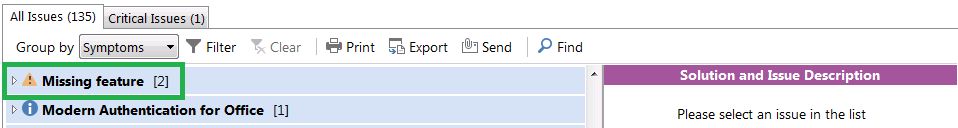 All Issues (135) Critical Issues (1)
Group by Symptoms Filter Clear Print Export Send Find
Missing feature [2] Solution and Issue Description
Modern Authentication for Office [1] Please select an issue in the list